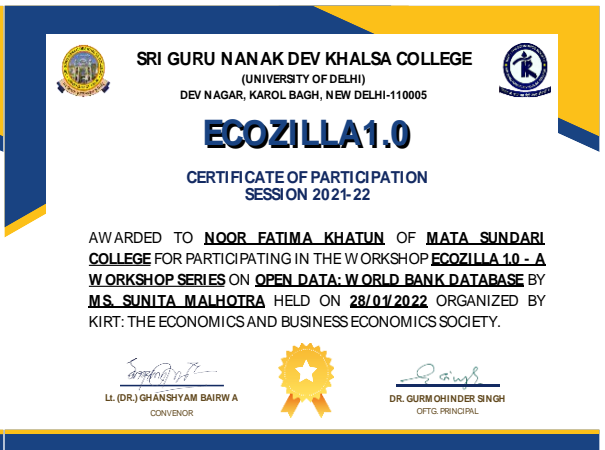 SRI GURU NANAK DEV KHALSA COLLEGE
(UNIVERSITY OF DELHI)
DEV NAGAR, KAROL BAGH, NEW DELHI-110005
ECOZILLA1.0
CERTIFICATE OF PARTICIPATION
SESSION 2021-22
AWARDED TO NOOR FATIMA KHATUN OF MATA SUNDARI
COLLEGE FOR PARTICIPATING IN THE WORKSHOP ECOZILLA 1.0 - A
WORKSHOP SERIES ON OPEN DATA: WORLD BANK DATABASE BY
MS. SUNITA MALHOTRA HELD ON 28/01/2022 ORGANIZED BY
KIRT: THE ECONOMICS AND BUSINESS ECONOMICS SOCIETY.
Lt. (DR.) GHANSHYAM BAIRWA
CONVENOR
DR. GURMOHINDER SINGH
OFTG. PRINCIPAL